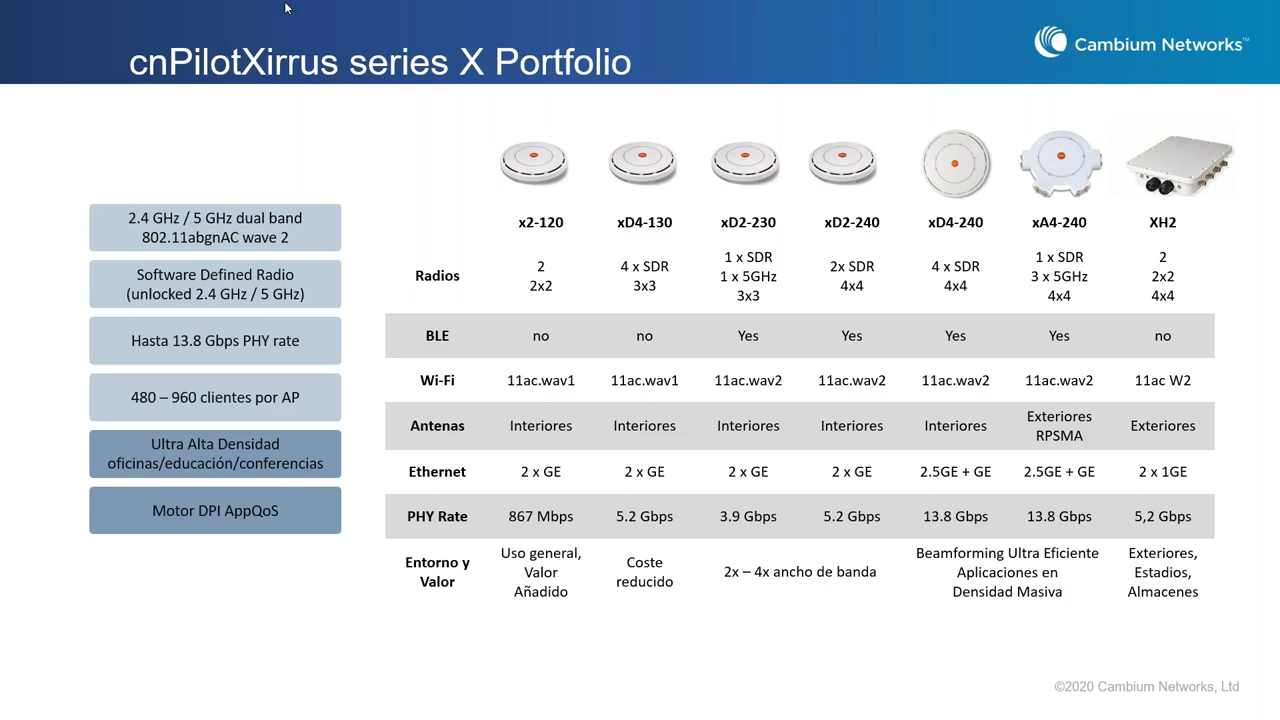 cnPilotXirrus series X Portfolio
Cambium Networks™
2.4 GHz / 5 GHz dual band
802.11abgnAC wave 2
Software Defined Radio
(unlocked 2.4 GHz / 5 GHz)
Hasta 13.8 Gbps PHY rate
480 – 960 clientes por AP
Ultra Alta Densidad
oficinas/educación/conferencias
Motor DPI AppQoS
x2-120 xD4-130 xD2-230 xD2-240 xD4-240 xA4-240 XH2
Radios
2
2x2
4 x SDR
3x3
1 x SDR
1 x 5GHz
3x3
2x SDR
4x4
4 x SDR
4x4
1 x SDR
3 x 5GHz
4x4
2
2x2
4x4
BLE no no Yes Yes Yes Yes no
Wi-Fi 11ac.wav1 11ac.wav1 11ac.wav2 11ac.wav2 11ac.wav2 11ac.wav2 11ac W2
Antenas Interiores Interiores Interiores Interiores Interiores
Exteriores
RPSMA
Exteriores
Ethernet 2 x GE 2 x GE 2 x GE 2 x GE 2.5GE + GE 2.5GE + GE 2 x 1GE
PHY Rate 867 Mbps 5.2 Gbps 3.9 Gbps 5.2 Gbps 13.8 Gbps 13.8 Gbps 5,2 Gbps
Entorno y
Valor
Uso general,
Valor
Añadido
Coste
reducido
2x – 4x ancho de banda
Beamforming Ultra Eficiente
Aplicaciones en
Densidad Masiva
Exteriores,
Estadios,
Almacenes
©2020 Cambium Networks, Ltd